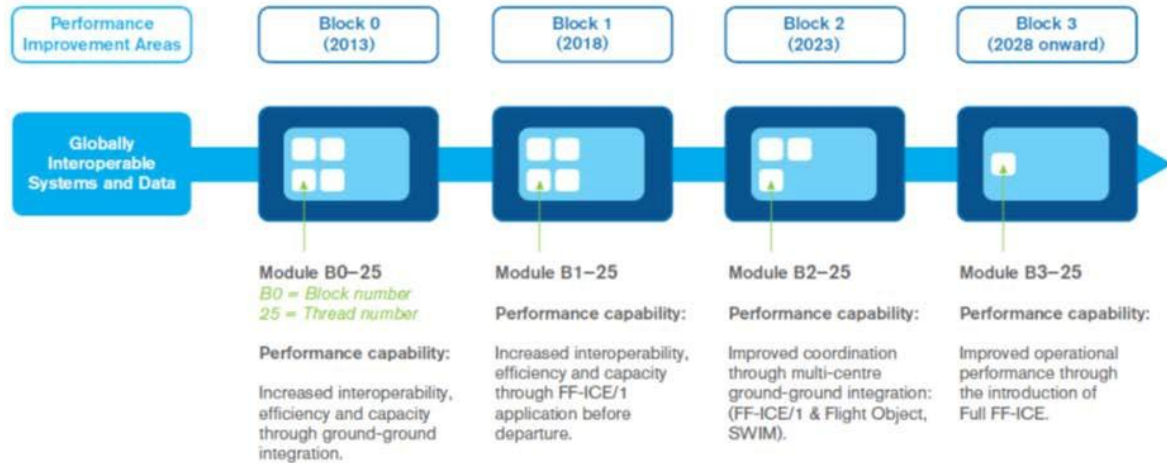 Performance
Improvement Areas
Block 0
(2013)
Block 1
(2018)
Block 2
(2023)
Block 3
(2028 onward)
Globally
Interoperable
Systems and Data
Module B0–25
B0 = Block number
25 = Thread number
Performance capability:
Increased interoperability,
efficiency and capacity
through ground-ground
integration.
Module B1–25
Performance capability:
Increased interoperability,
efficiency and capacity
through FF-ICE/1
application before
departure.
Module B2–25
Performance capability:
Improved coordination
through multi-centre
ground-ground integration:
(FF-ICE/1 & Flight Object,
SWIM).
Module B3–25
Performance capability:
Improved operational
performance through
the introduction of
Full FF-ICE.